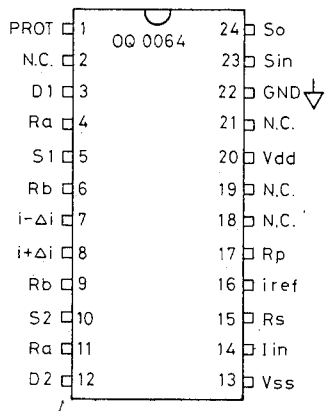 OQ 0064
PROT 1
N.C. 2
D1 3
Ra 4
S1 5
Rb 6
i-Δi 7
i+Δi 8
Rb 9
S2 10
Ra 11
D2 12
24 So
23 Sin
22 GND
21 N.C.
20 Vdd
19 N.C.
18 N.C.
17 Rp
16 iref
15 Rs
14 Iin
13 Vss